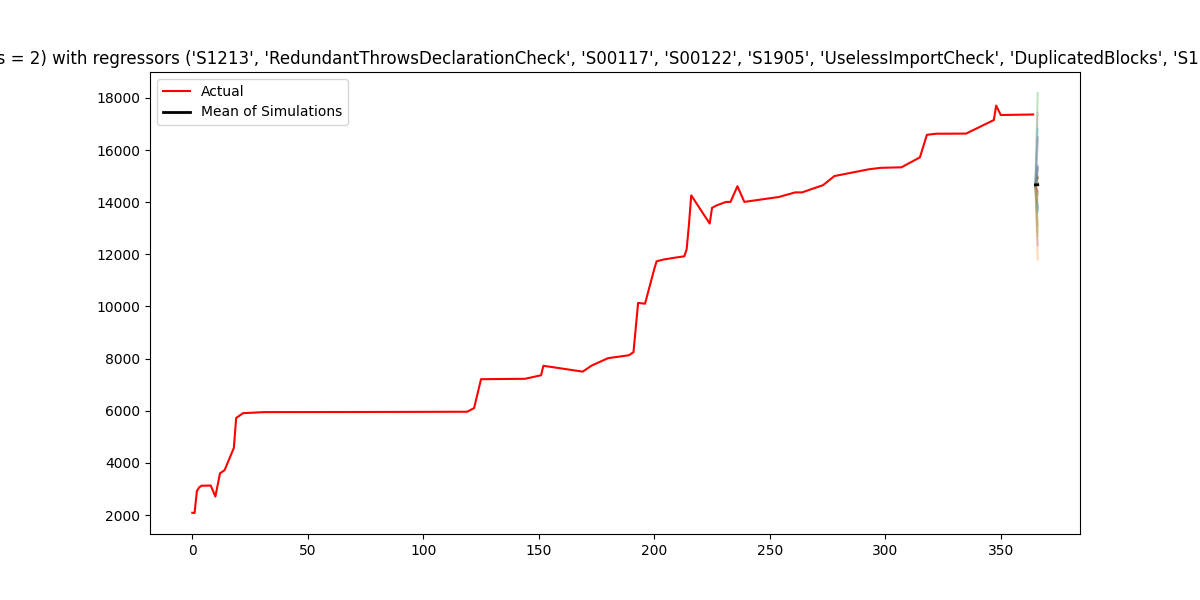 s = 2) with regressors ('S1213', 'RedundantThrowsDeclarationCheck', 'S00117', 'S00122', 'S1905', 'UselessImportCheck', 'DuplicatedBlocks', 'S1
Actual
Mean of Simulations
18000
16000
14000
12000
10000
8000
6000
4000
2000
0 50 100 150 200 250 300 350